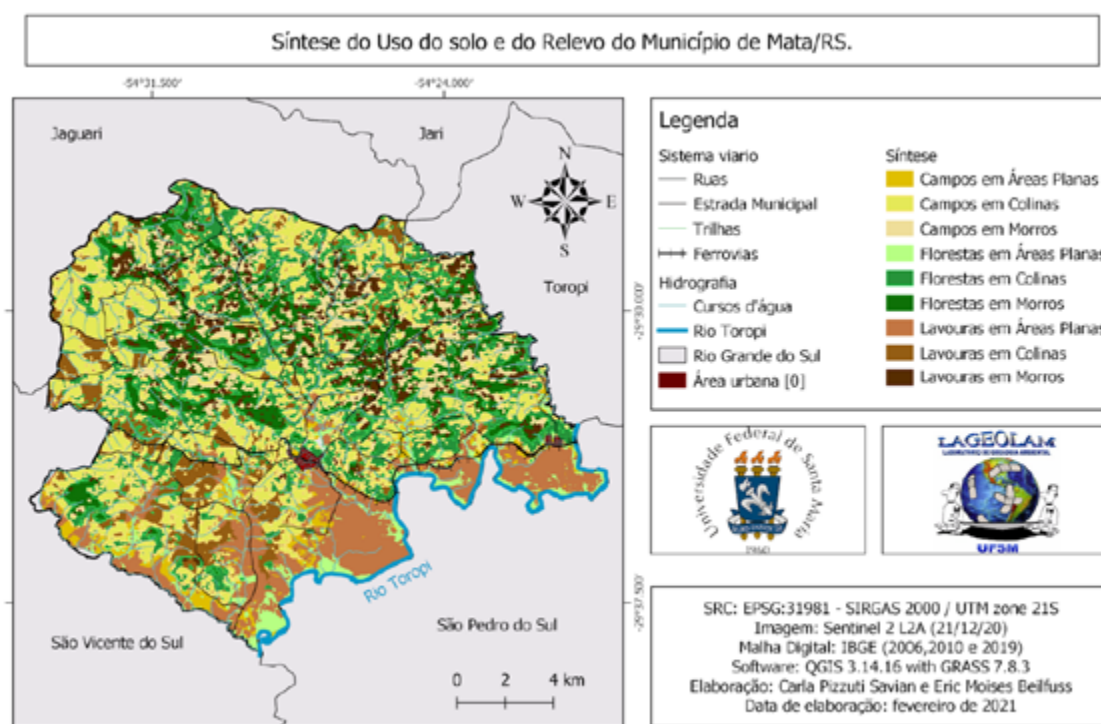 Síntese do Uso do solo e do Relevo do Município de Mata/RS.
-54°31.500'
-54°24.000'
Jaguari
Jari
N
W
E
S
Toropi
-29°30.000'
-29°37.500'
Rio Toropi
São Vicente do Sul
São Pedro do Sul
0 2 4 km
Legenda
Sistema viario
Ruas
Estrada Municipal
Trilhas
Ferrovias
Hidrografia
Cursos d'água
Rio Toropi
Rio Grande do Sul
Área urbana [0]
Síntese
Campos em Áreas Planas
Campos em Colinas
Campos em Morros
Florestas em Áreas Planas
Florestas em Colinas
Florestas em Morros
Lavouras em Áreas Planas
Lavouras em Colinas
Lavouras em Morros
Universidade Federal de Santa Maria
1960
LAGEOLAM
UFSM
SRC: EPSG:31981 - SIRGAS 2000 / UTM zone 21S
Imagem: Sentinel 2 L2A (21/12/20)
Malha Digital: IBGE (2006,2010 e 2019)
Software: QGIS 3.14.16 with GRASS 7.8.3
Elaboração: Carla Pizzuti Savian e Eric Moises Beilfuss
Data de elaboração: fevereiro de 2021